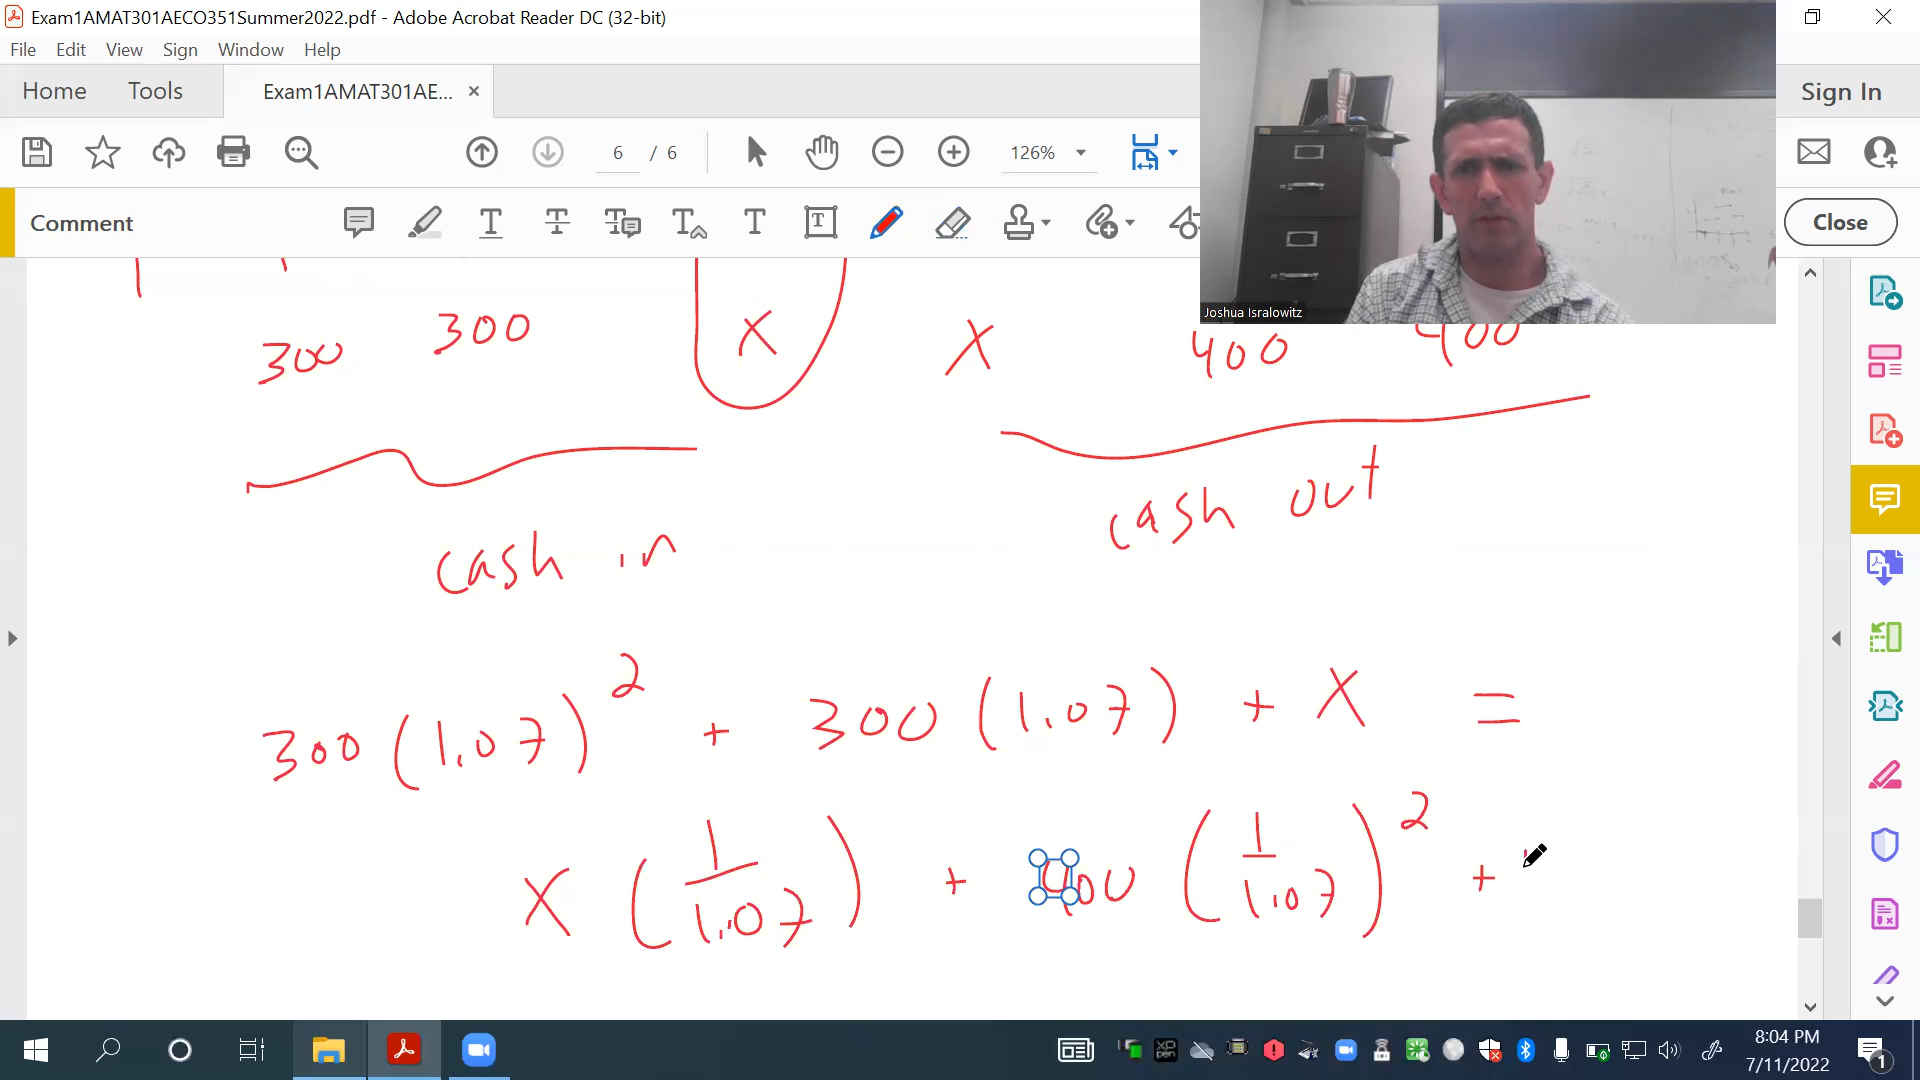 Exam1AMAT301AECO351Summer2022.pdf - Adobe Acrobat Reader DC (32-bit)
File Edit View Sign Window Help
Home Tools Exam1AMAT301AE... × Sign In
6 / 6 126%
Comment Close
Joshua Isralowitz
300 300 X X 400 400
cash in cash out
300 (1.07)² + 300 (1.07) + X =
X (1/1.07) + 400 (1/1.07)² +
8:04 PM
7/11/2022
1